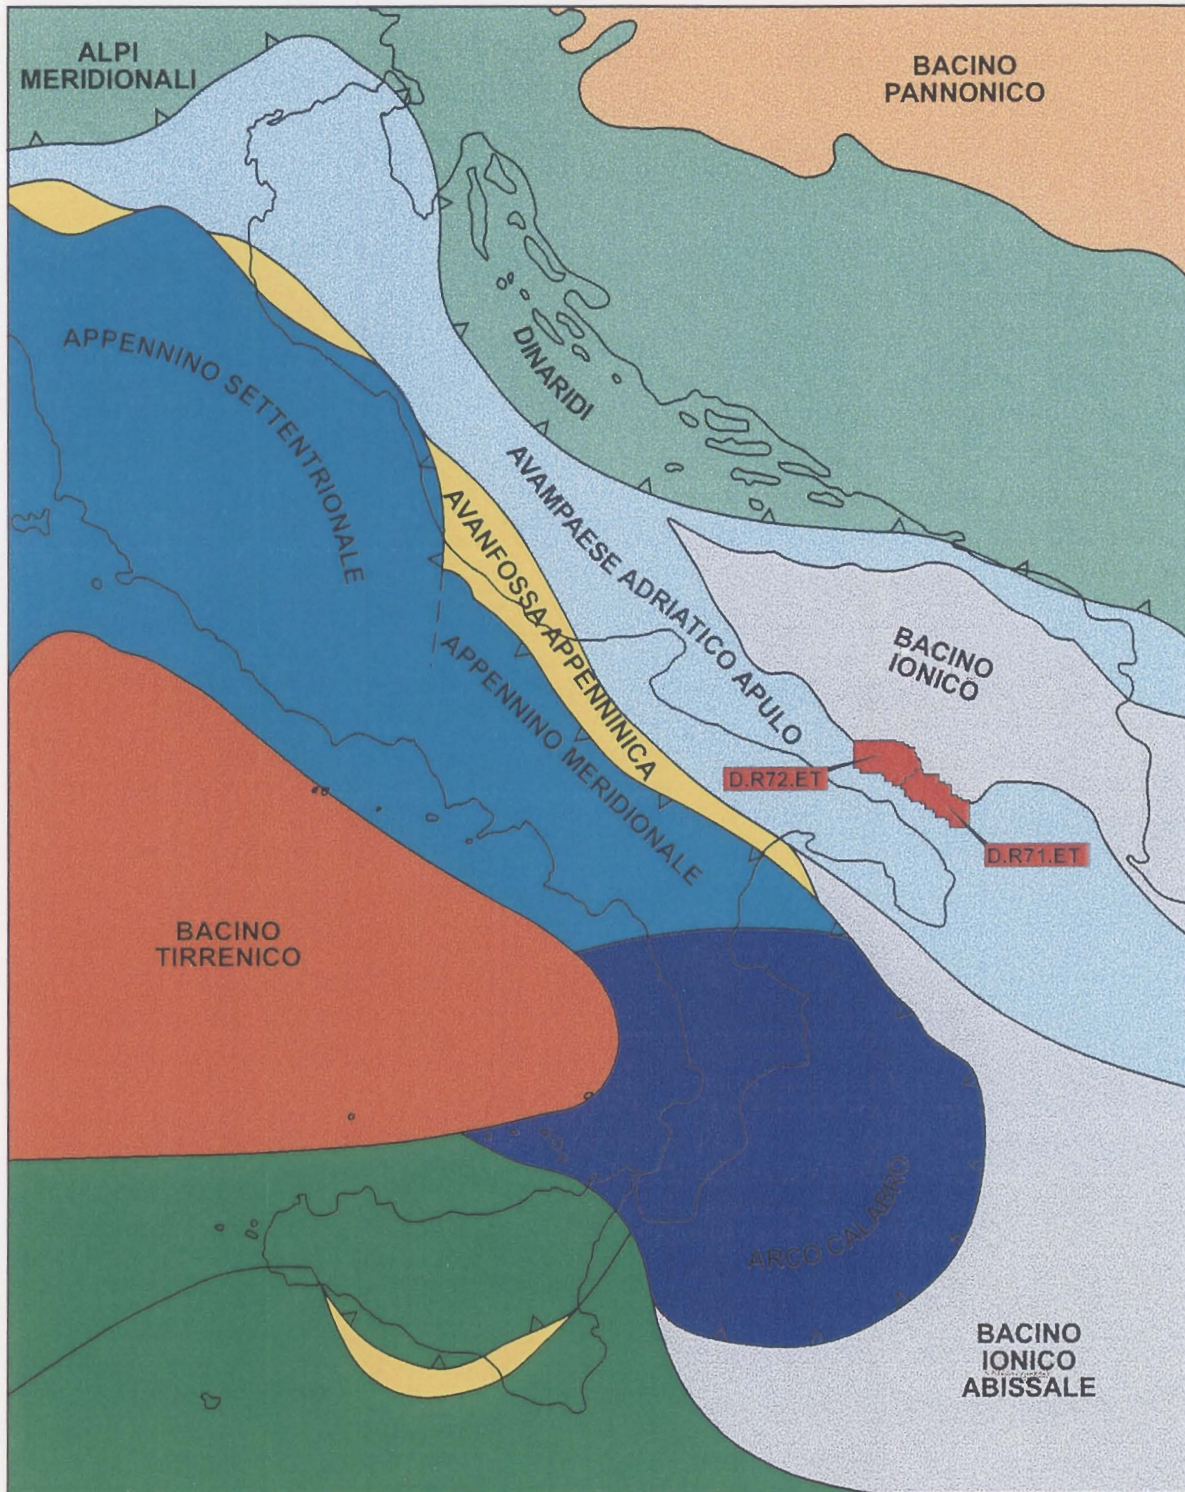 ALPI
MERIDIONALI
BACINO
PANNONICO
APPENNINO SETTENTRIONALE
DINARIDI
AVAMPAESE ADRIATICO APULO
AVANFOSSA APPENNINICA
APPENNINO MERIDIONALE
BACINO
IONICO
D.R72.ET
D.R71.ET
BACINO
TIRRENICO
ARCO CALABRO
BACINO
IONICO
ABISSALE